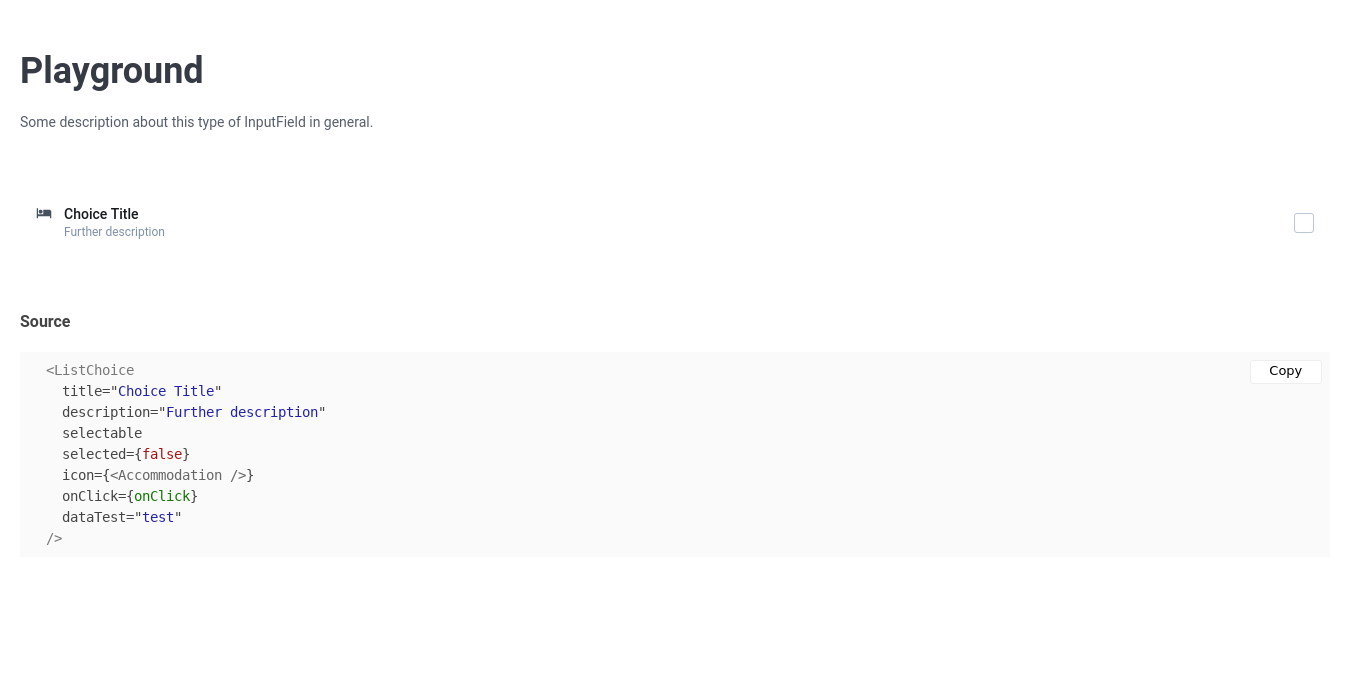 Playground
Some description about this type of InputField in general.
Choice Title
Further description
Source
Copy
<ListChoice
  title="Choice Title"
  description="Further description"
  selectable
  selected={false}
  icon={<Accommodation />}
  onClick={onClick}
  dataTest="test"
/>